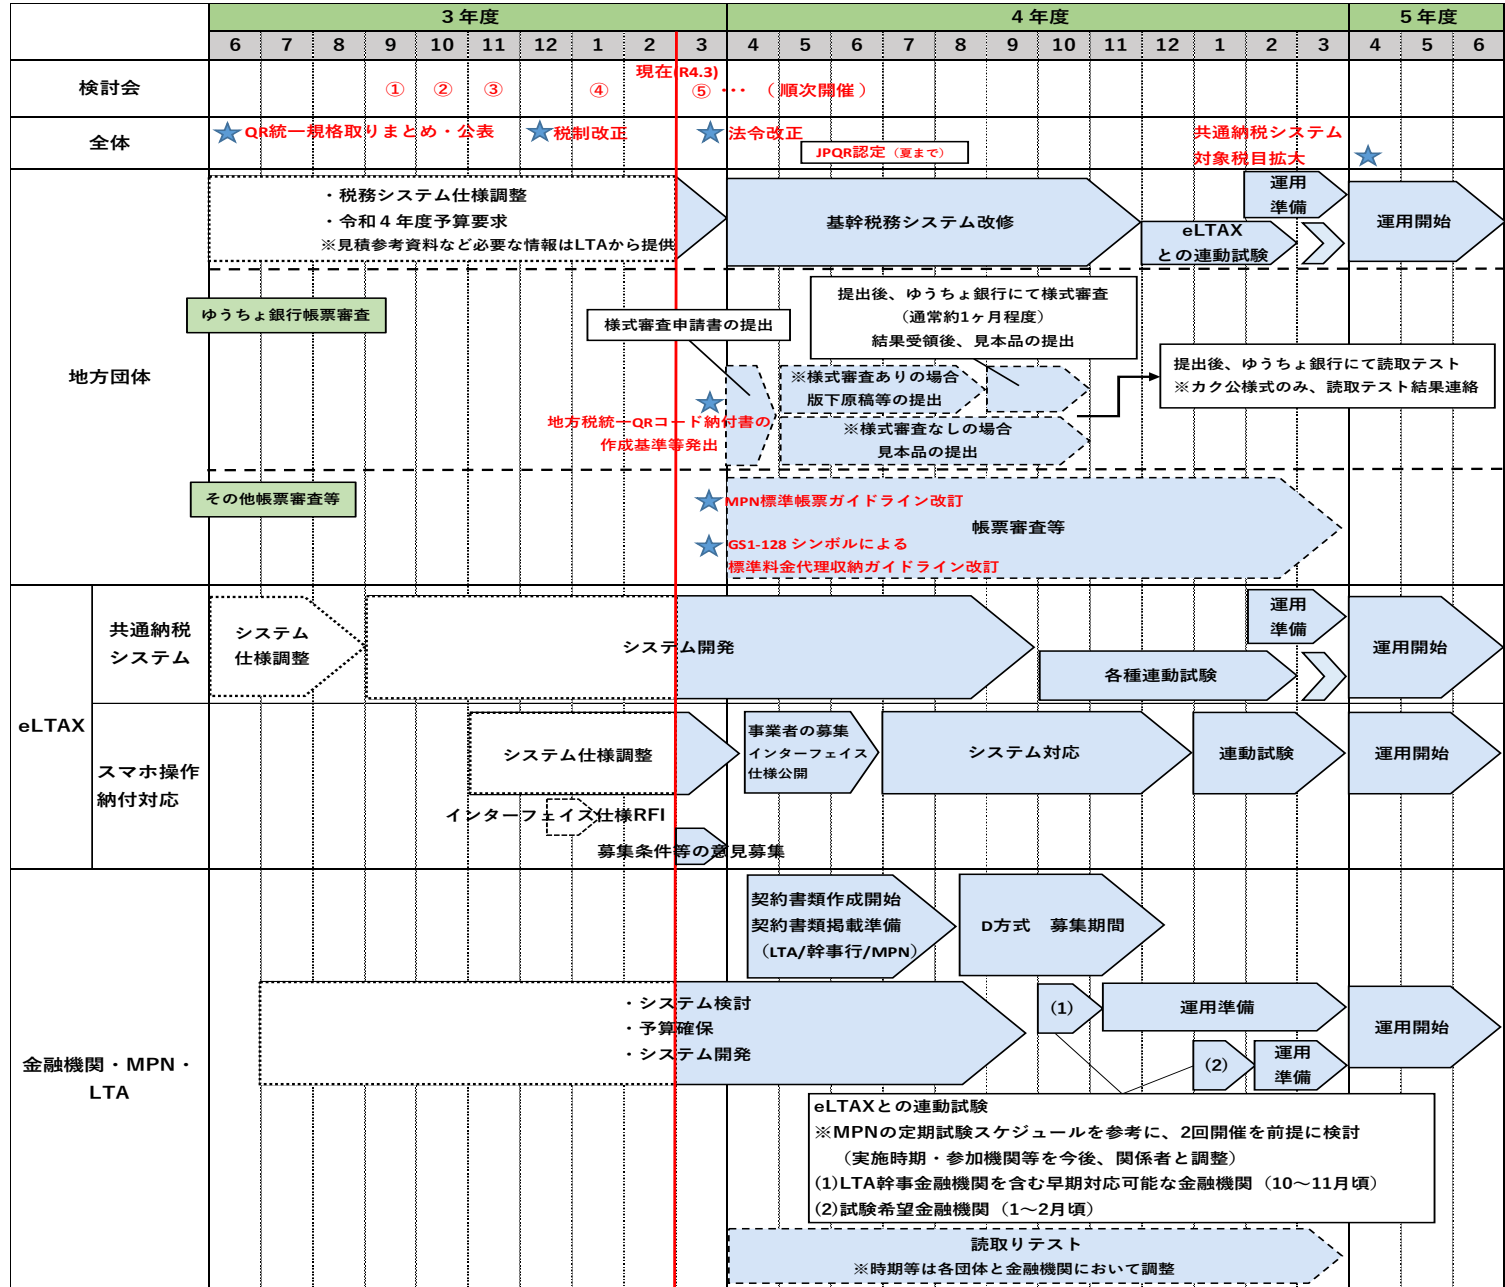 3年度
4年度
5年度
6 7 8 9 10 11 12 1 2 3 4 5 6 7 8 9 10 11 12 1 2 3 4 5 6
検討会
現在(R4.3)
① ② ③ ④ ⑤ ・・・ （順次開催）
全体
QR統一規格取りまとめ・公表
税制改正
法令改正
JPQR認定（夏まで）
共通納税システム
対象税目拡大
地方団体
・税務システム仕様調整
・令和４年度予算要求
※見積参考資料など必要な情報はLTAから提供
基幹税務システム改修
eLTAX
との連動試験
運用
準備
運用開始
ゆうちょ銀行帳票審査
様式審査申請書の提出
提出後、ゆうちょ銀行にて様式審査
（通常約1ヶ月程度）
結果受領後、見本品の提出
提出後、ゆうちょ銀行にて読取テスト
※カク公様式のみ、読取テスト結果連絡
※様式審査ありの場合
版下原稿等の提出
地方税統一QRコード納付書の
作成基準等発出
※様式審査なしの場合
見本品の提出
その他帳票審査等
MPN標準帳票ガイドライン改訂
帳票審査等
GS1-128 シンボルによる
標準料金代理収納ガイドライン改訂
eLTAX
共通納税
システム
システム
仕様調整
システム開発
運用
準備
各種連動試験
運用開始
スマホ操作
納付対応
システム仕様調整
事業者の募集
インターフェイス
仕様公開
システム対応
連動試験
運用開始
インターフェイス仕様RFI
募集条件等の意見募集
金融機関・MPN・
LTA
契約書類作成開始
契約書類掲載準備
（LTA/幹事行/MPN）
D方式　募集期間
・システム検討
・予算確保
・システム開発
(1)
運用準備
(2)
運用
準備
運用開始
eLTAXとの連動試験
※MPNの定期試験スケジュールを参考に、2回開催を前提に検討
（実施時期・参加機関等を今後、関係者と調整）
(1)LTA幹事金融機関を含む早期対応可能な金融機関（10～11月頃）
(2)試験希望金融機関（1～2月頃）
読取りテスト
※時期等は各団体と金融機関において調整